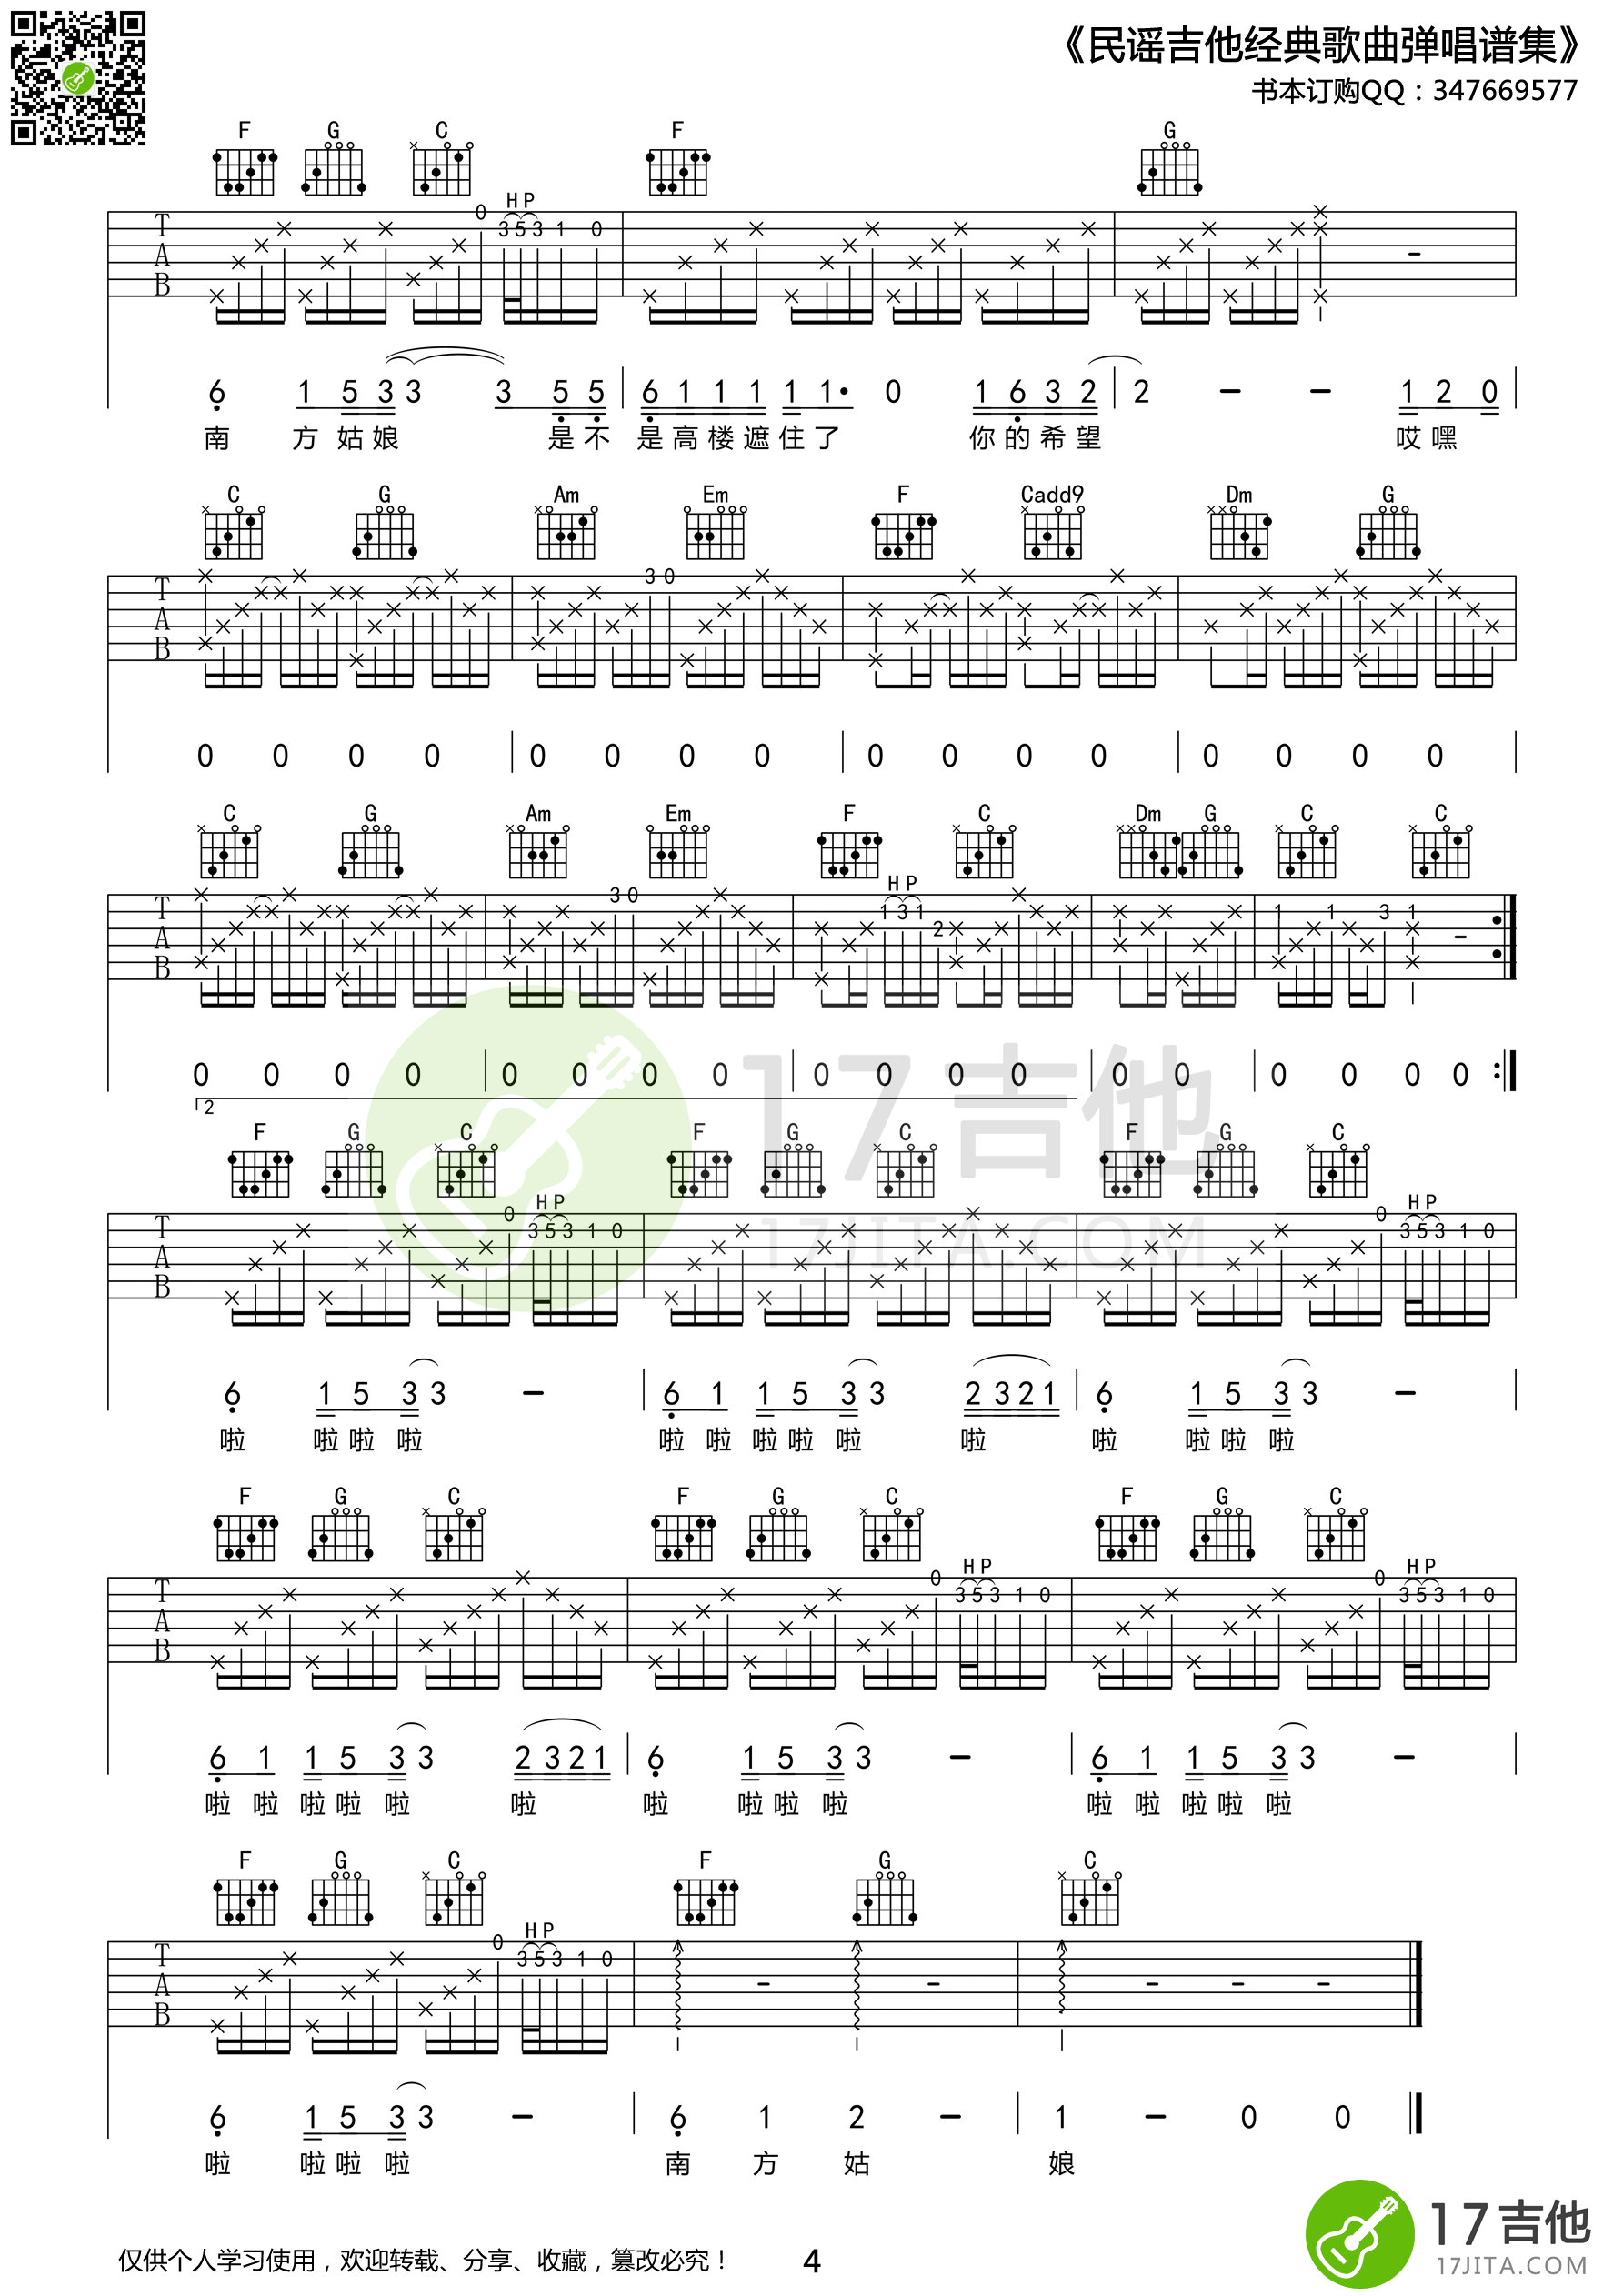 《民谣吉他经典歌曲弹唱谱集》
书本订购QQ：347669577
F G C F G
H P
T A B × 0 3 5 3 1 0 -
6 1 5 3 3 3 5 5 6 1 1 1 1 1· 0 1 6 3 2 2 - - 1 2 0
南 方 姑 娘 是 不 是 高 楼 遮 住 了 你 的 希 望 哎 嘿
C G Am Em F Cadd9 Dm G
T A B 3 0
0 0 0 0 0 0 0 0 0 0 0 0 0 0 0 0
C G Am Em F C Dm G C C
H P
T A B 3 0 1 3 1 2 1 1 3 1 -
0 0 0 0 0 0 0 0 0 0 0 0 0 0 0 0 0 0
2
F G C F G C F G C
H P H P
T A B 0 3 5 3 1 0 0 3 5 3 1 0
6 1 5 3 3 - 6 1 1 5 3 3 2 3 2 1 6 1 5 3 3 -
啦 啦 啦 啦 啦 啦 啦 啦 啦 啦 啦 啦 啦 啦
F G C F G C F G C
H P H P
T A B 0 3 5 3 1 0 0 3 5 3 1 0
6 1 1 5 3 3 2 3 2 1 6 1 5 3 3 - 6 1 1 5 3 3 -
啦 啦 啦 啦 啦 啦 啦 啦 啦 啦 啦 啦 啦 啦 啦
F G C F G C
H P
T A B 0 3 5 3 1 0 - - - - -
6 1 5 3 3 - 6 1 2 - 1 - 0 0
啦 啦 啦 啦 南 方 姑 娘
17吉他
17JITA.COM
仅供个人学习使用，欢迎转载、分享、收藏，篡改必究！
4
17吉他
17JITA.COM